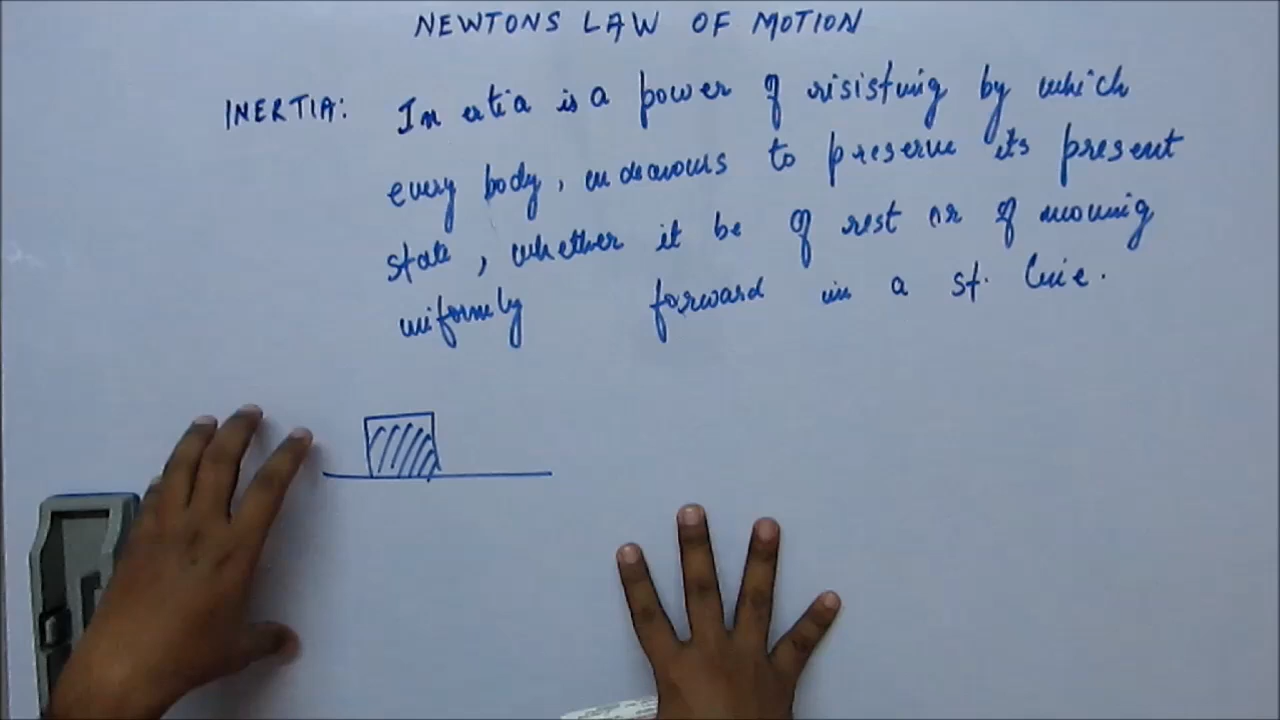 NEWTONS LAW OF MOTION
INERTIA: Inertia is a power of risisting by which
every body, endeavours to preserve its present
state, whether it be of rest or of moving
uniformly forward in a st. line.